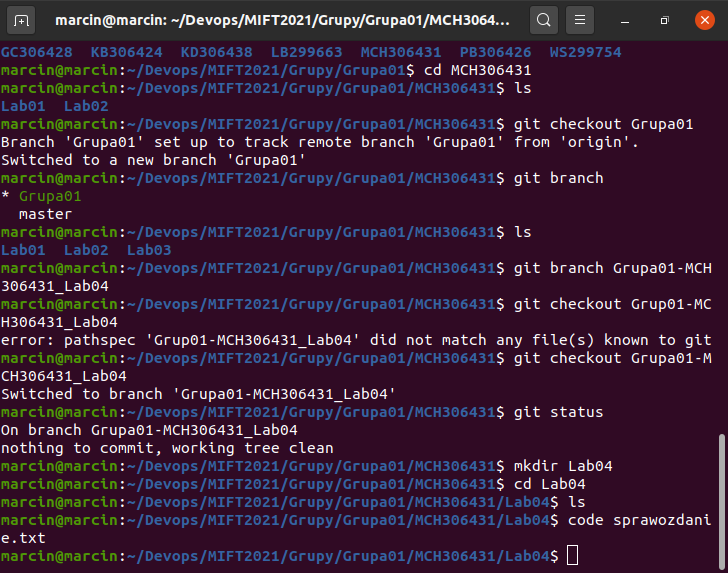 marcin@marcin: ~/Devops/MIFT2021/Grupy/Grupa01/MCH3064...
GC306428  KB306424  KD306438  LB299663  MCH306431  PB306426  WS299754
marcin@marcin:~/Devops/MIFT2021/Grupy/Grupa01$ cd MCH306431
marcin@marcin:~/Devops/MIFT2021/Grupy/Grupa01/MCH306431$ ls
Lab01  Lab02
marcin@marcin:~/Devops/MIFT2021/Grupy/Grupa01/MCH306431$ git checkout Grupa01
Branch 'Grupa01' set up to track remote branch 'Grupa01' from 'origin'.
Switched to a new branch 'Grupa01'
marcin@marcin:~/Devops/MIFT2021/Grupy/Grupa01/MCH306431$ git branch
* Grupa01
  master
marcin@marcin:~/Devops/MIFT2021/Grupy/Grupa01/MCH306431$ ls
Lab01  Lab02  Lab03
marcin@marcin:~/Devops/MIFT2021/Grupy/Grupa01/MCH306431$ git branch Grupa01-MCH
306431_Lab04
marcin@marcin:~/Devops/MIFT2021/Grupy/Grupa01/MCH306431$ git checkout Grup01-MC
H306431_Lab04
error: pathspec 'Grup01-MCH306431_Lab04' did not match any file(s) known to git
marcin@marcin:~/Devops/MIFT2021/Grupy/Grupa01/MCH306431$ git checkout Grupa01-M
CH306431_Lab04
Switched to branch 'Grupa01-MCH306431_Lab04'
marcin@marcin:~/Devops/MIFT2021/Grupy/Grupa01/MCH306431$ git status
On branch Grupa01-MCH306431_Lab04
nothing to commit, working tree clean
marcin@marcin:~/Devops/MIFT2021/Grupy/Grupa01/MCH306431$ mkdir Lab04
marcin@marcin:~/Devops/MIFT2021/Grupy/Grupa01/MCH306431$ cd Lab04
marcin@marcin:~/Devops/MIFT2021/Grupy/Grupa01/MCH306431/Lab04$ ls
marcin@marcin:~/Devops/MIFT2021/Grupy/Grupa01/MCH306431/Lab04$ code sprawozdani
e.txt
marcin@marcin:~/Devops/MIFT2021/Grupy/Grupa01/MCH306431/Lab04$